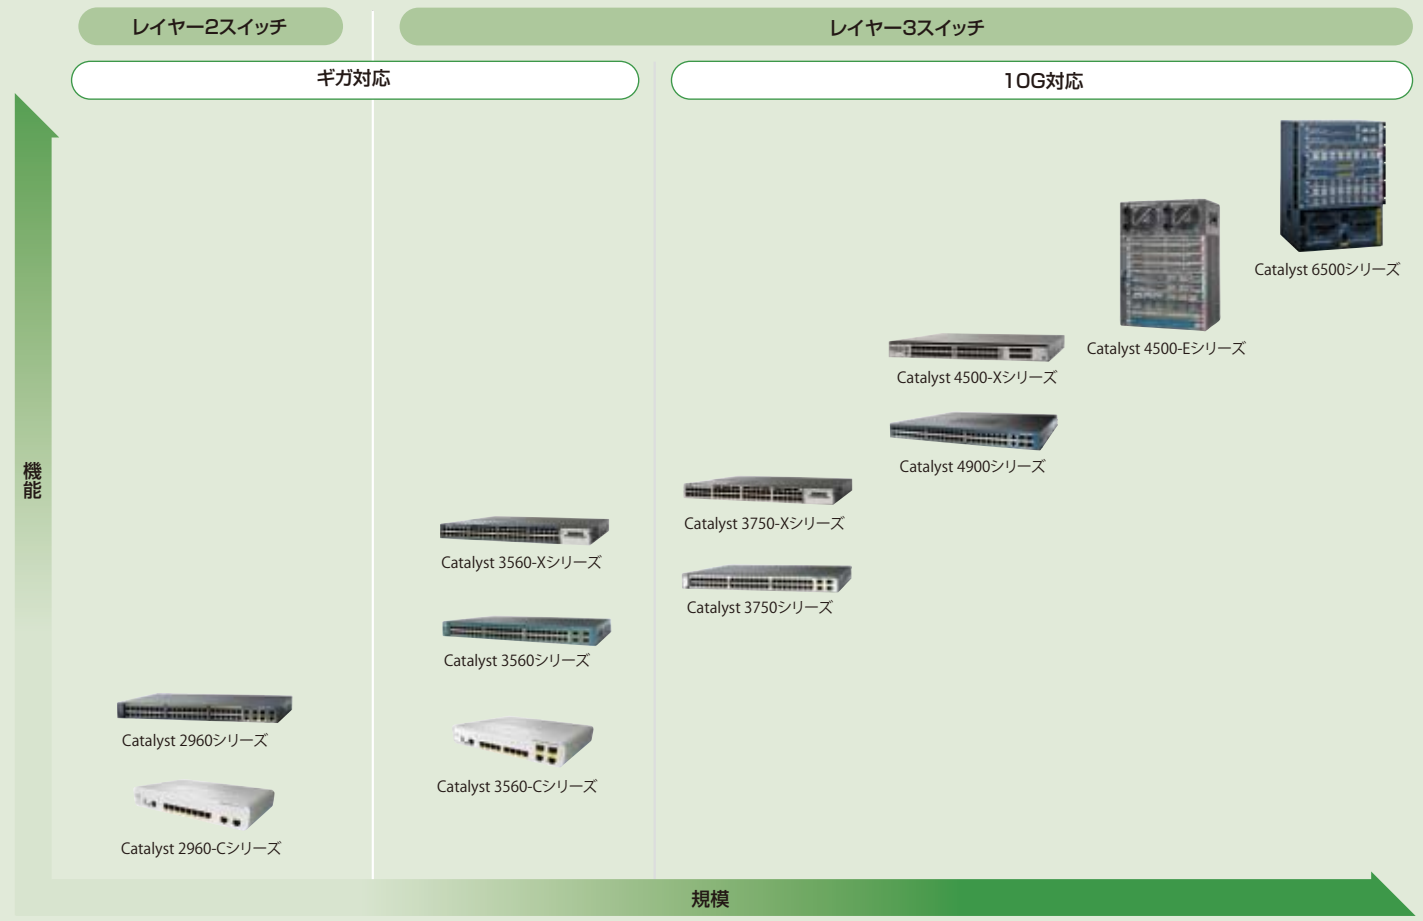 レイヤー2スイッチ
レイヤー3スイッチ
ギガ対応
10G対応
Catalyst 6500シリーズ
Catalyst 4500-Eシリーズ
Catalyst 4500-Xシリーズ
Catalyst 4900シリーズ
機能
Catalyst 3750-Xシリーズ
Catalyst 3560-Xシリーズ
Catalyst 3750シリーズ
Catalyst 3560シリーズ
Catalyst 2960シリーズ
Catalyst 3560-Cシリーズ
Catalyst 2960-Cシリーズ
規模